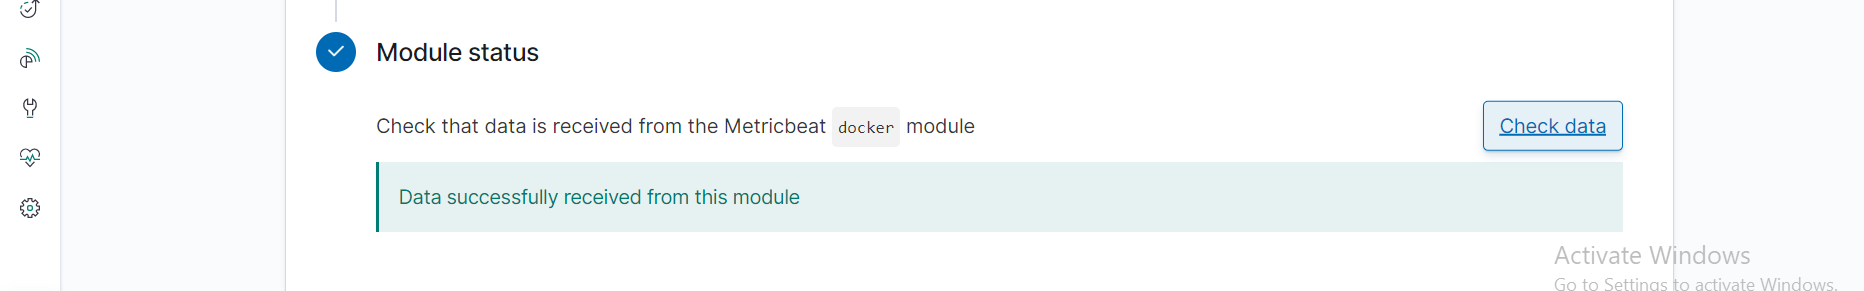 Module status
Check that data is received from the Metricbeat docker module
Check data
Data successfully received from this module
Activate Windows
Go to Settings to activate Windows.